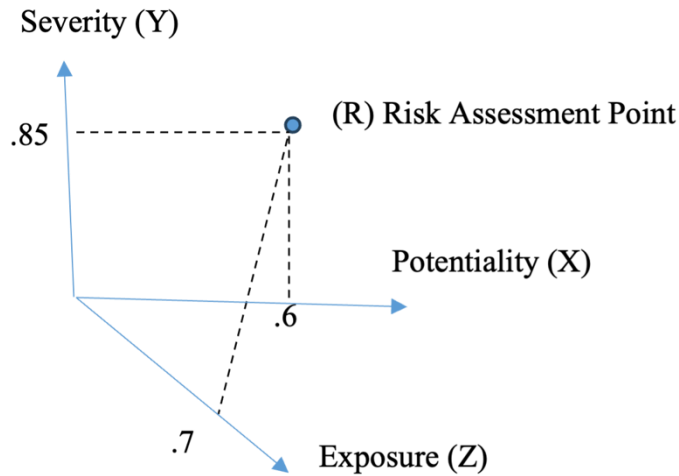 Severity (Y)
(R) Risk Assessment Point
.85
Potentiality (X)
.6
.7
Exposure (Z)